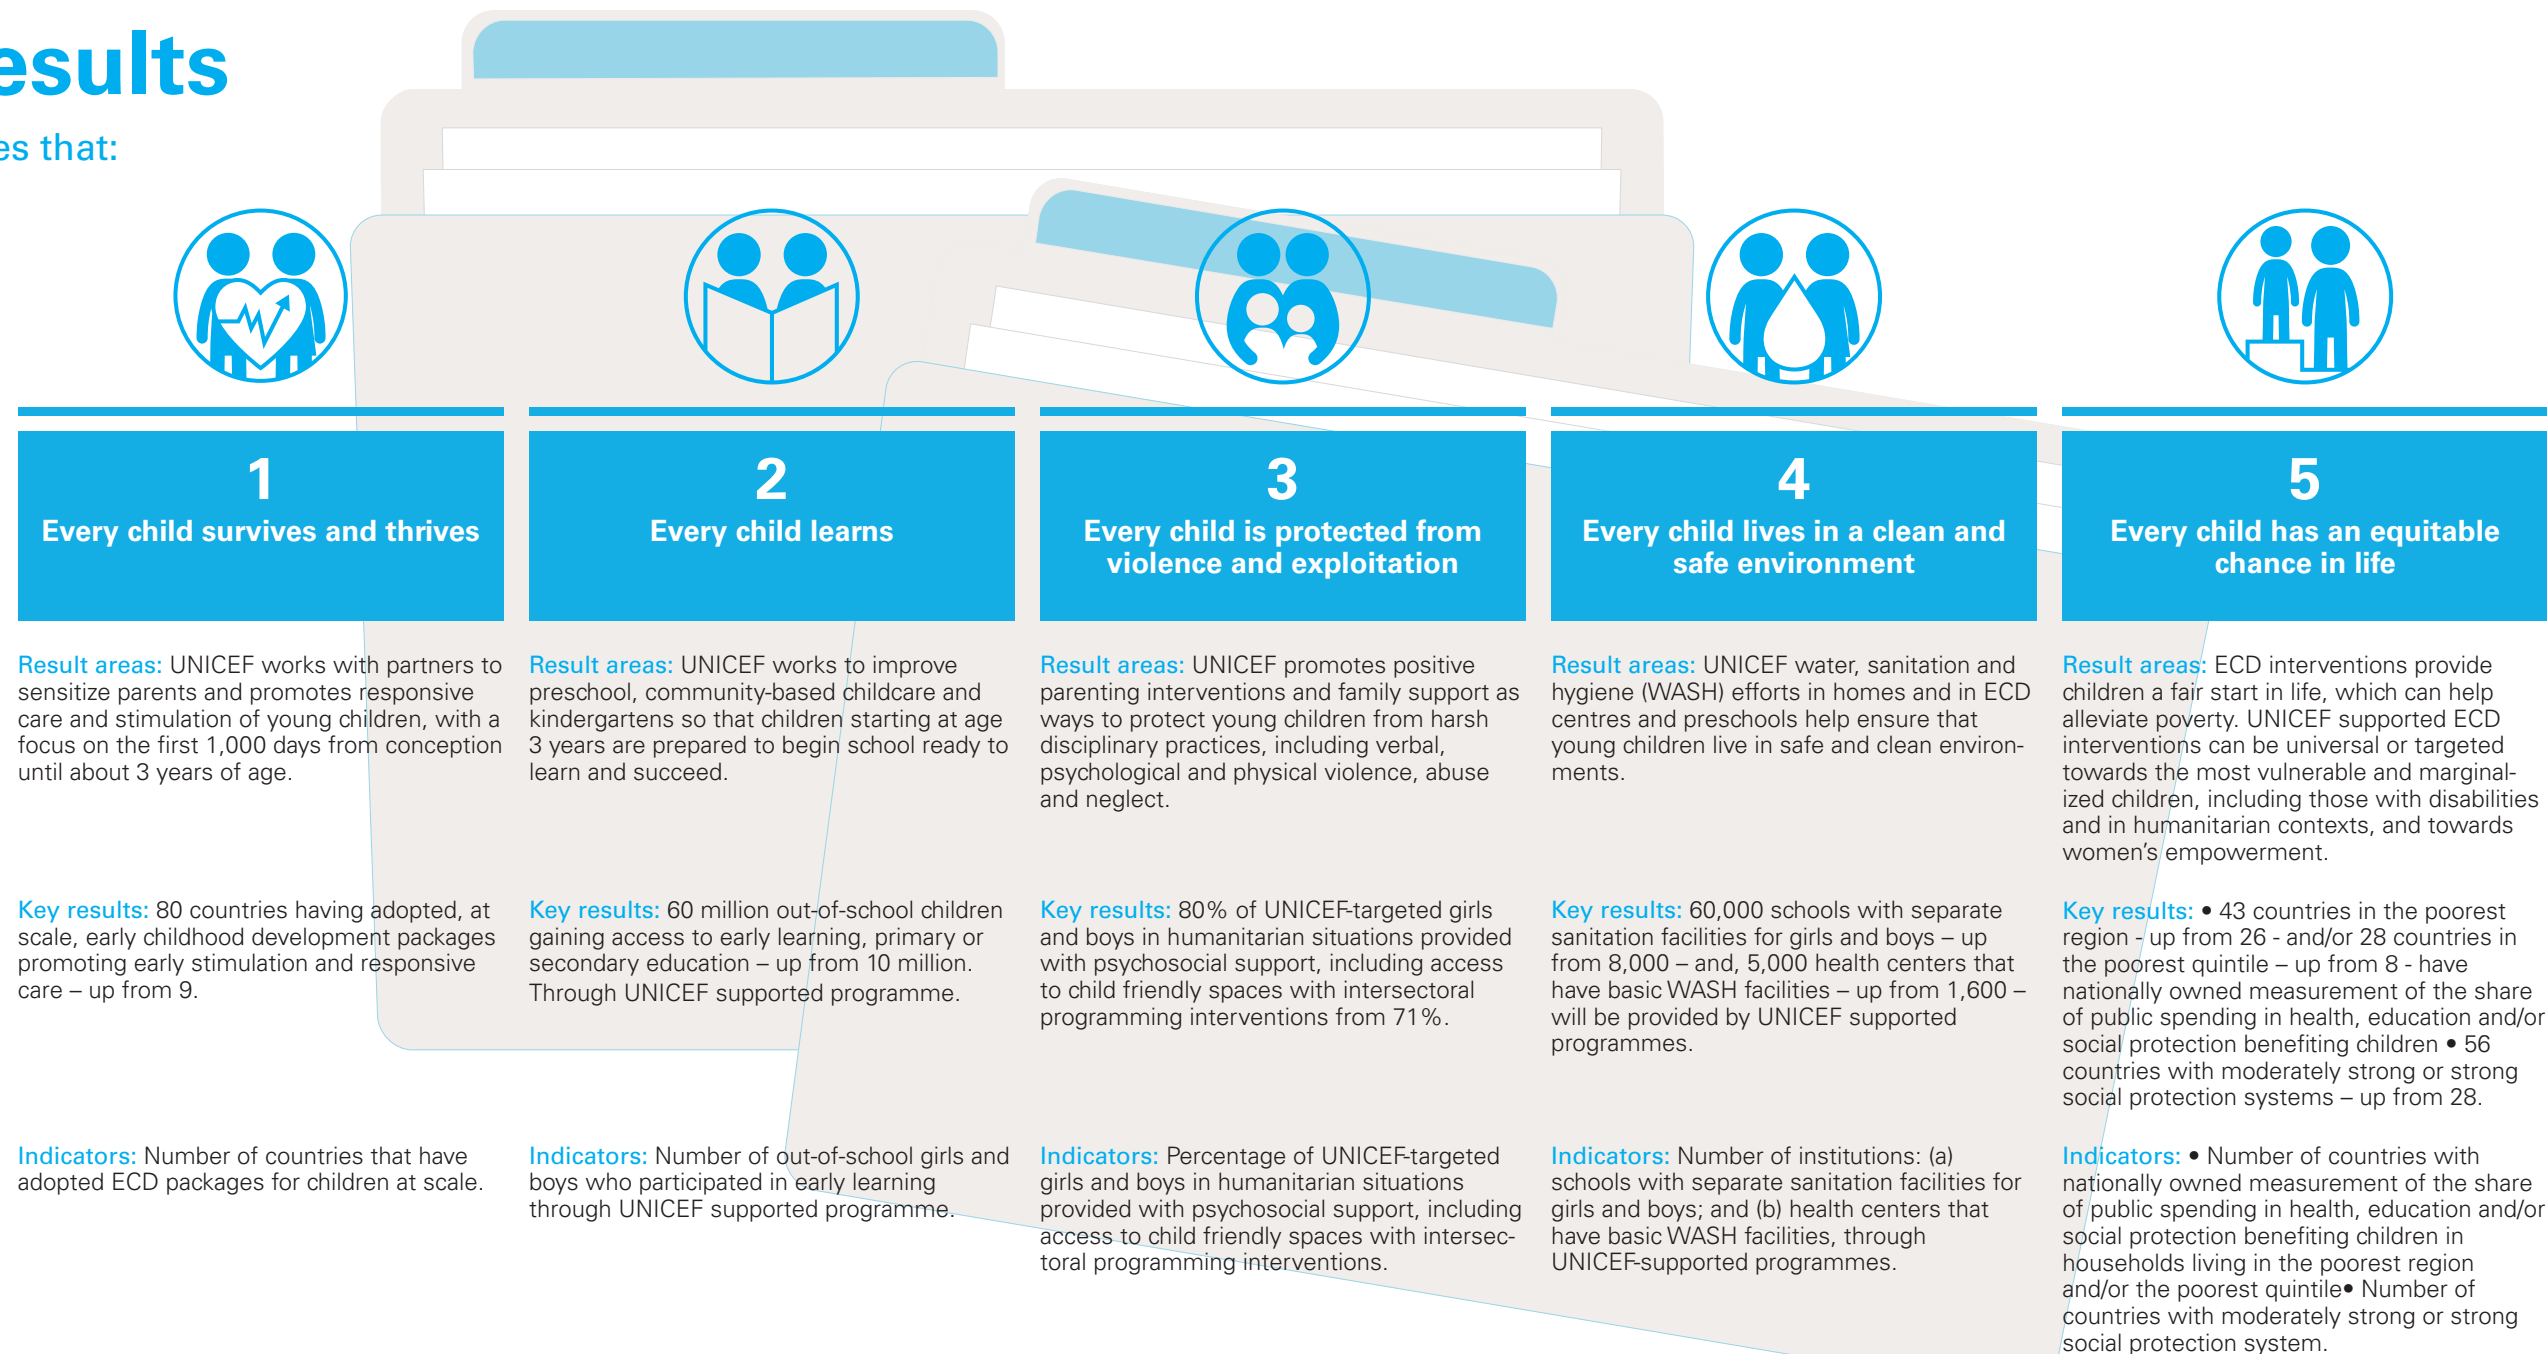 esults
es that:
1
Every child survives and thrives
Result areas: UNICEF works with partners to
sensitize parents and promotes responsive
care and stimulation of young children, with a
focus on the first 1,000 days from conception
until about 3 years of age.
Key results: 80 countries having adopted, at
scale, early childhood development packages
promoting early stimulation and responsive
care – up from 9.
Indicators: Number of countries that have
adopted ECD packages for children at scale.
2
Every child learns
Result areas: UNICEF works to improve
preschool, community-based childcare and
kindergartens so that children starting at age
3 years are prepared to begin school ready to
learn and succeed.
Key results: 60 million out-of-school children
gaining access to early learning, primary or
secondary education – up from 10 million.
Through UNICEF supported programme.
Indicators: Number of out-of-school girls and
boys who participated in early learning
through UNICEF supported programme.
3
Every child is protected from
violence and exploitation
Result areas: UNICEF promotes positive
parenting interventions and family support as
ways to protect young children from harsh
disciplinary practices, including verbal,
psychological and physical violence, abuse
and neglect.
Key results: 80% of UNICEF-targeted girls
and boys in humanitarian situations provided
with psychosocial support, including access
to child friendly spaces with intersectoral
programming interventions from 71%.
Indicators: Percentage of UNICEF-targeted
girls and boys in humanitarian situations
provided with psychosocial support, including
access to child friendly spaces with intersec-
toral programming interventions.
4
Every child lives in a clean and
safe environment
Result areas: UNICEF water, sanitation and
hygiene (WASH) efforts in homes and in ECD
centres and preschools help ensure that
young children live in safe and clean environ-
ments.
Key results: 60,000 schools with separate
sanitation facilities for girls and boys – up
from 8,000 – and, 5,000 health centers that
have basic WASH facilities – up from 1,600 –
will be provided by UNICEF supported
programmes.
Indicators: Number of institutions: (a)
schools with separate sanitation facilities for
girls and boys; and (b) health centers that
have basic WASH facilities, through
UNICEF-supported programmes.
5
Every child has an equitable
chance in life
Result areas: ECD interventions provide
children a fair start in life, which can help
alleviate poverty. UNICEF supported ECD
interventions can be universal or targeted
towards the most vulnerable and marginal-
ized children, including those with disabilities
and in humanitarian contexts, and towards
women's empowerment.
Key results: • 43 countries in the poorest
region - up from 26 - and/or 28 countries in
the poorest quintile – up from 8 - have
nationally owned measurement of the share
of public spending in health, education and/or
social protection benefiting children • 56
countries with moderately strong or strong
social protection systems – up from 28.
Indicators: • Number of countries with
nationally owned measurement of the share
of public spending in health, education and/or
social protection benefiting children in
households living in the poorest region
and/or the poorest quintile• Number of
countries with moderately strong or strong
social protection system.